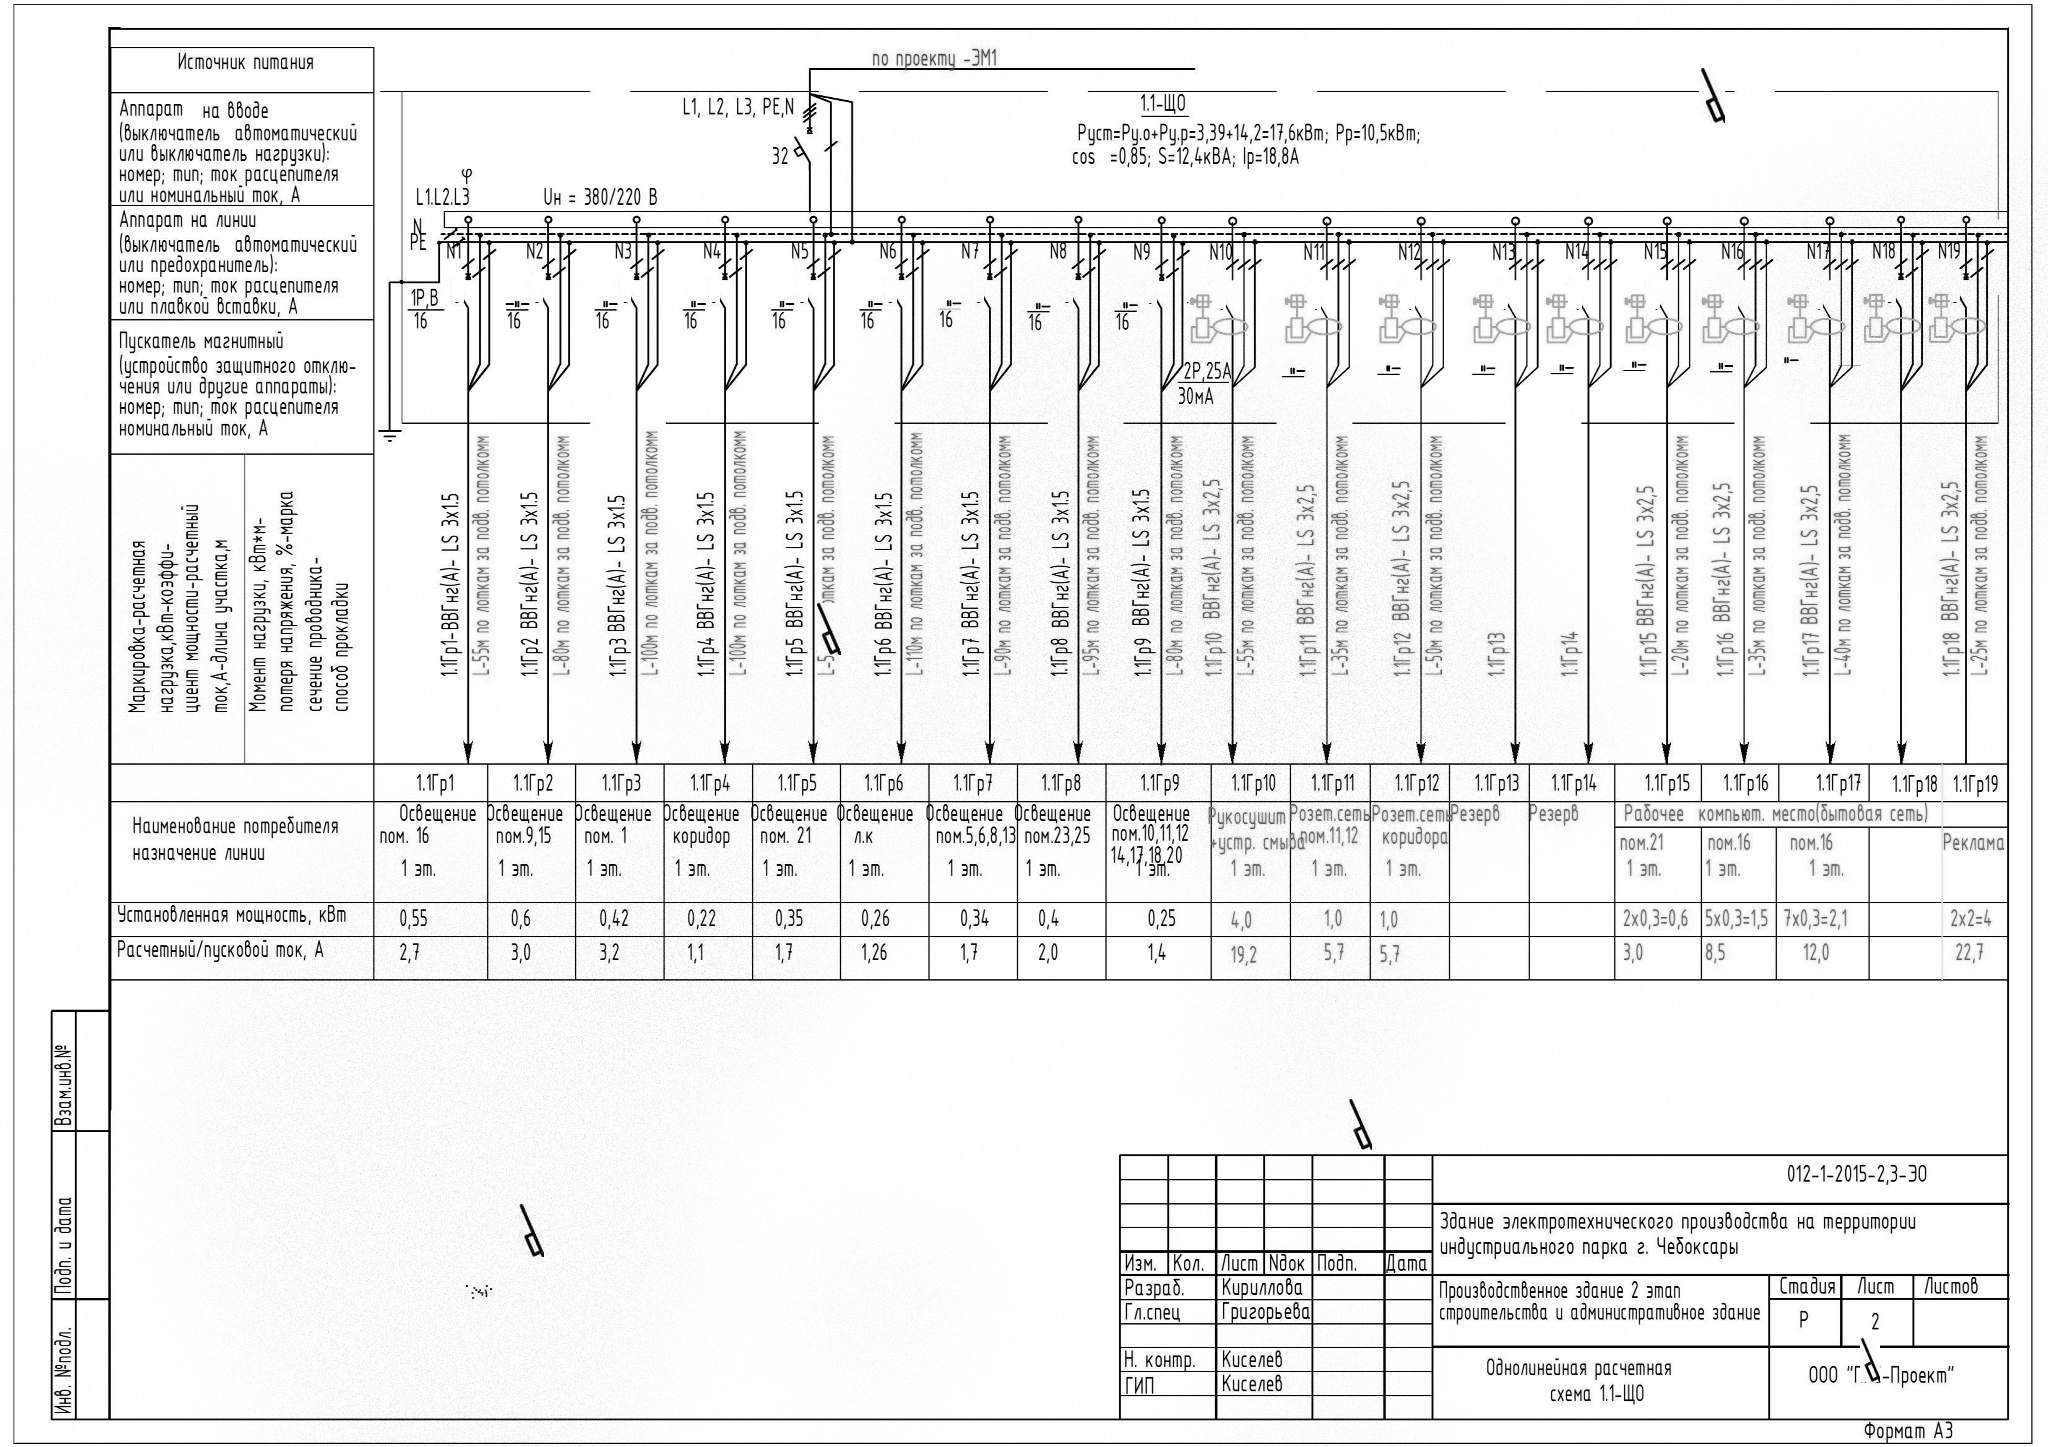 Источник питания
по проекту -ЭМ1
Аппарат на вводе
(выключатель автоматический
или выключатель нагрузки):
номер; тип; ток расцепителя
или номинальный ток, А
L1, L2, L3, PE,N
32
1.1-ЩО
Руст=Ру.о+Ру.р=3,39+14,2=17,6кВт; Рр=10,5кВт;
cos =0,85; S=12,4кВА; Iр=18,8А
φ
L1.L2.L3
Uн = 380/220 В
N
PE
Аппарат на линии
(выключатель автоматический
или предохранитель):
номер; тип; ток расцепителя
или плавкой вставки, А
N1 N2 N3 N4 N5 N6 N7 N8 N9 N10 N11 N12 N13 N14 N15 N16 N17 N18 N19
1Р,В
16 16 16 16 16 16 16 16 16
Пускатель магнитный
(устройство защитного отклю-
чения или другие аппараты):
номер; тип; ток расцепителя
номинальный ток, А
2Р,25А
30мА
-"- -"- -"- -"- -"- -"- -"- -"- -"- -"- -"- -"- -"- -"- -"- -"-
Маркировка-расчетная
нагрузка,кВт-коэффи-
циент мощности-расчетный
ток,А-длина участка,м
Момент нагрузки, кВт*м-
потеря напряжения, %-марка
сечение проводника-
способ прокладки
1.1Гр1-ВВГнг(А)- LS 3х1.5
L-55м по лоткам за подв. потолкомм
1.1Гр2 ВВГнг(А)- LS 3х1.5
L-80м по лоткам за подв. потолкомм
1.1Гр3 ВВГнг(А)- LS 3х1.5
L-100м по лоткам за подв. потолкомм
1.1Гр4 ВВГнг(А)- LS 3х1.5
L-100м по лоткам за подв. потолкомм
1.1Гр5 ВВГнг(А)- LS 3х1.5
за подв. потолкомм
1.1Гр6 ВВГнг(А)- LS 3х1.5
L-110м по лоткам за подв. потолкомм
1.1Гр7 ВВГнг(А)- LS 3х1.5
L-90м по лоткам за подв. потолкомм
1.1Гр8 ВВГнг(А)- LS 3х1.5
L-95м по лоткам за подв. потолкомм
1.1Гр9 ВВГнг(А)- LS 3х1.5
L-80м по лоткам за подв. потолкомм
1.1Гр10 ВВГнг(А)- LS 3х2,5
L-55м по лоткам за подв. потолкомм
1.1Гр11 ВВГнг(А)- LS 3х2,5
L-35м по лоткам за подв. потолкомм
1.1Гр12 ВВГнг(А)- LS 3х2,5
L-50м по лоткам за подв. потолкомм
1.1Гр13
1.1Гр14
1.1Гр15 ВВГнг(А)- LS 3х2,5
L-20м по лоткам за подв. потолкомм
1.1Гр16 ВВГнг(А)- LS 3х2,5
L-35м по лоткам за подв. потолкомм
1.1Гр17 ВВГнг(А)- LS 3х2,5
L-40м по лоткам за подв. потолкомм
1.1Гр18 ВВГнг(А)- LS 3х2,5
L-25м по лоткам за подв. потолкомм
1.1Гр1 1.1Гр2 1.1Гр3 1.1Гр4 1.1Гр5 1.1Гр6 1.1Гр7 1.1Гр8 1.1Гр9 1.1Гр10 1.1Гр11 1.1Гр12 1.1Гр13 1.1Гр14 1.1Гр15 1.1Гр16 1.1Гр17 1.1Гр18 1.1Гр19
Наименование потребителя
назначение линии
Освещение
пом. 16
1 эт.
Освещение
пом.9,15
1 эт.
Освещение
пом. 1
1 эт.
Освещение
коридор
1 эт.
Освещение
пом. 21
1 эт.
Освещение
л.к
1 эт.
Освещение
пом.5,6,8,13
1 эт.
Освещение
пом.23,25
1 эт.
Освещение
пом.10,11,12
14,17,18,20
1 эт.
Рукосушит
+устр. смыва
1 эт.
Розет.сеть
пом.11,12
1 эт.
Розет.сеть
коридора
1 эт.
Резерв
Резерв
Рабочее компьют. место(бытовая сеть)
пом.21
1 эт.
пом.16
1 эт.
пом.16
1 эт.
Реклама
Установленная мощность, кВт 0,55 0,6 0,42 0,22 0,35 0,26 0,34 0,4 0,25 4,0 1,0 1,0 2х0,3=0,6 5х0,3=1,5 7х0,3=2,1 2х2=4
Расчетный/пусковой ток, А 2,7 3,0 3,2 1,1 1,7 1,26 1,7 2,0 1,4 19,2 5,7 5,7 3,0 8,5 12,0 22,7
Взам.инв.№
Подп. и дата
Инв. №подл.
012-1-2015-2,3-ЭО
Здание электротехнического производства на территории
индустриального парка г. Чебоксары
Изм. Кол. Лист Nдок Подп. Дата
Разраб. Кириллова
Гл.спец Григорьева
Н. контр. Киселев
ГИП Киселев
Производственное здание 2 этап
строительства и административное здание
Стадия Лист Листов
Р 2
Однолинейная расчетная
схема 1.1-ЩО
ООО -Проект"
Формат А3